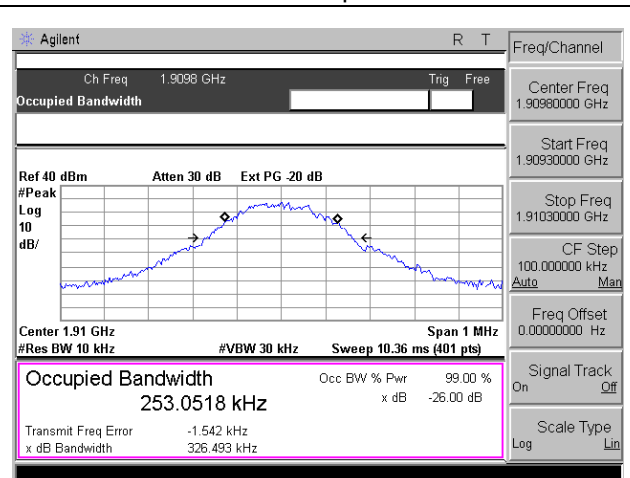 Agilent R T
Freq/Channel
Ch Freq 1.9098 GHz Trig Free
Occupied Bandwidth
Center Freq
1.90980000 GHz
Start Freq
1.90930000 GHz
Stop Freq
1.91030000 GHz
CF Step
100.000000 kHz
Auto Man
Freq Offset
0.00000000 Hz
Signal Track
On Off
Scale Type
Log Lin
Ref 40 dBm Atten 30 dB Ext PG -20 dB
#Peak
Log
10
dB/
Center 1.91 GHz Span 1 MHz
#Res BW 10 kHz #VBW 30 kHz Sweep 10.36 ms (401 pts)
Occupied Bandwidth
253.0518 kHz
Occ BW % Pwr 99.00 %
x dB -26.00 dB
Transmit Freq Error -1.542 kHz
x dB Bandwidth 326.493 kHz